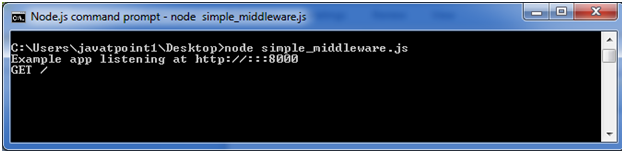 Node.js command prompt - node  simple_middleware.js
C:\Users\javatpoint1\Desktop>node simple_middleware.js
Example app listening at http://:::8000
GET /